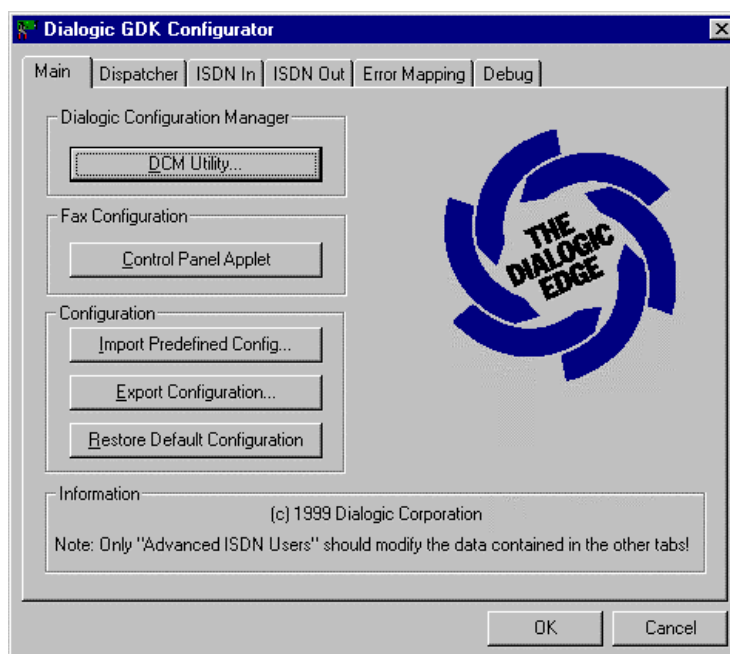 Dialogic GDK Configurator
Main Dispatcher ISDN In ISDN Out Error Mapping Debug
Dialogic Configuration Manager
DCM Utility...
Fax Configuration
Control Panel Applet
Configuration
Import Predefined Config...
Export Configuration...
Restore Default Configuration
THE
DIALOGIC
EDGE
Information
(c) 1999 Dialogic Corporation
Note: Only "Advanced ISDN Users" should modify the data contained in the other tabs!
OK Cancel